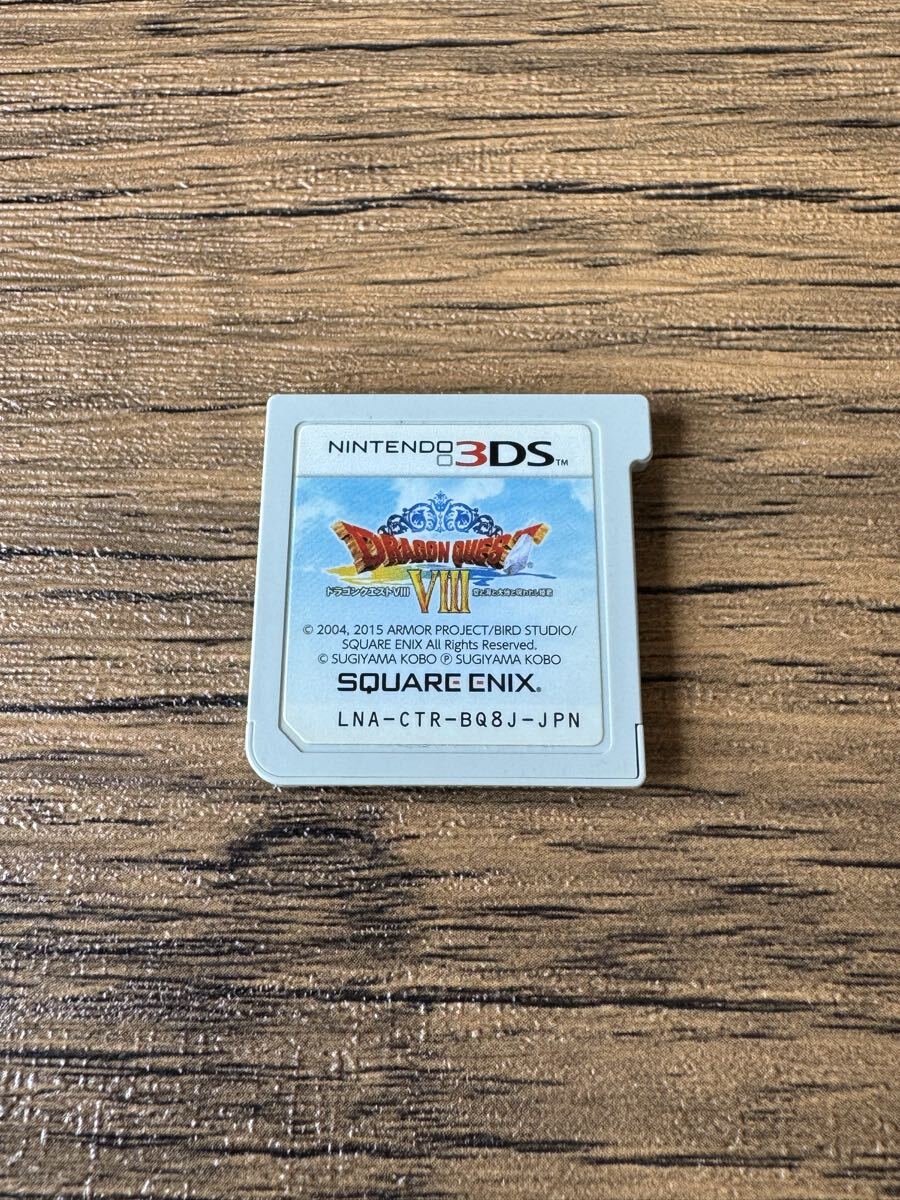 NINTENDO 3DS™
DRAGON QUEST
VIII
ドラゴンクエストVIII 空と海と大地と呪われし姫君
© 2004, 2015 ARMOR PROJECT/BIRD STUDIO/
SQUARE ENIX All Rights Reserved.
© SUGIYAMA KOBO ℗ SUGIYAMA KOBO
SQUARE ENIX®
LNA-CTR-BQ8J-JPN